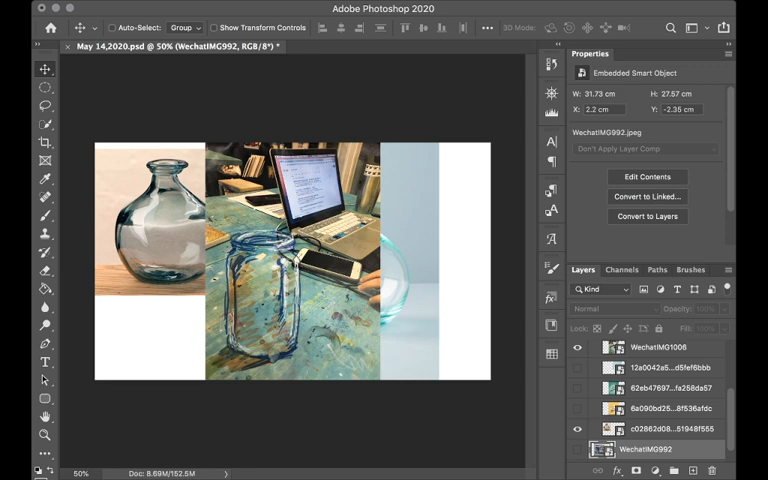 Adobe Photoshop 2020
Auto-Select:
Group
Show Transform Controls
3D Mode:
May 14,2020.psd @ 50% (WechatIMG992, RGB/8*) *
Properties
Embedded Smart Object
W: 31.73 cm
H: 27.57 cm
X: 2.2 cm
Y: -2.35 cm
WechatIMG992.jpeg
Don't Apply Layer Comp
Edit Contents
Convert to Linked...
Convert to Layers
Layers
Channels
Paths
Brushes
Kind
Normal
Opacity: 100%
Lock:
Fill: 100%
WechatIMG1006
12a0042a5...d5fef6bbb
62eb47697...fa258da57
6a090bd25...8f536afdc
c02862d08...51948f555
WechatIMG992
50%
Doc: 8.69M/152.5M